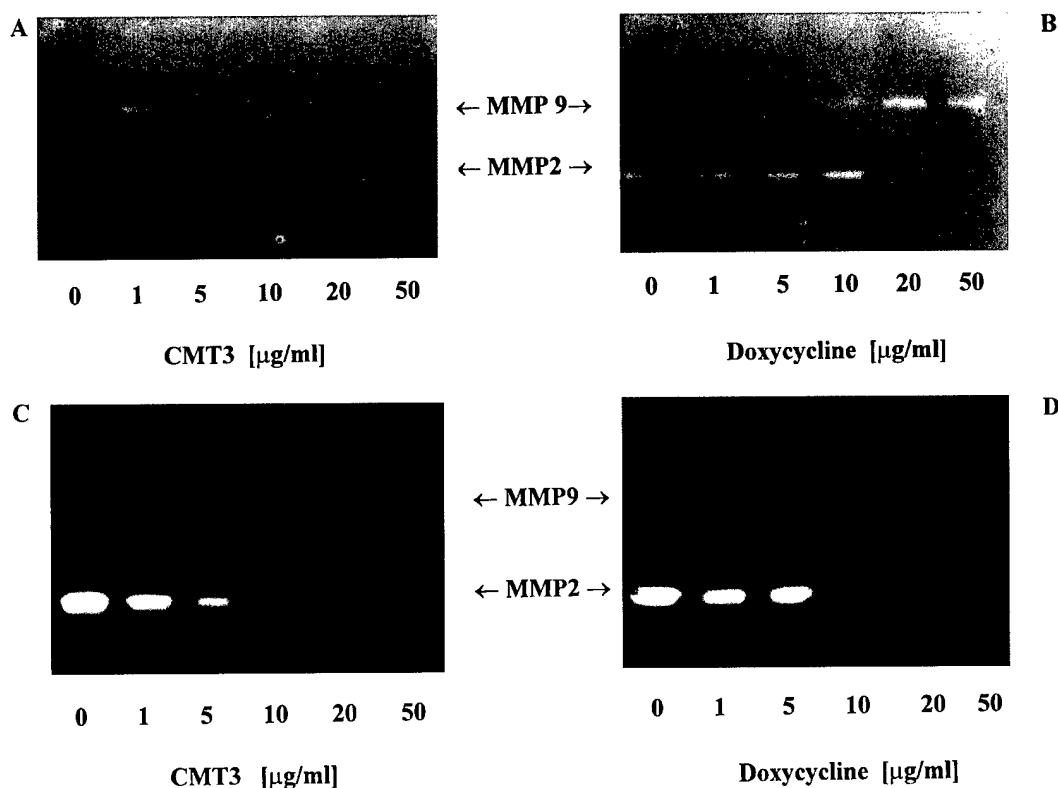 A
B
← MMP 9→
← MMP2 →
0 1 5 10 20 50
0 1 5 10 20 50
CMT3 [μg/ml]
Doxycycline [μg/ml]
C
D
← MMP9 →
← MMP2 →
0 1 5 10 20 50
0 1 5 10 20 50
CMT3 [μg/ml]
Doxycycline [μg/ml]